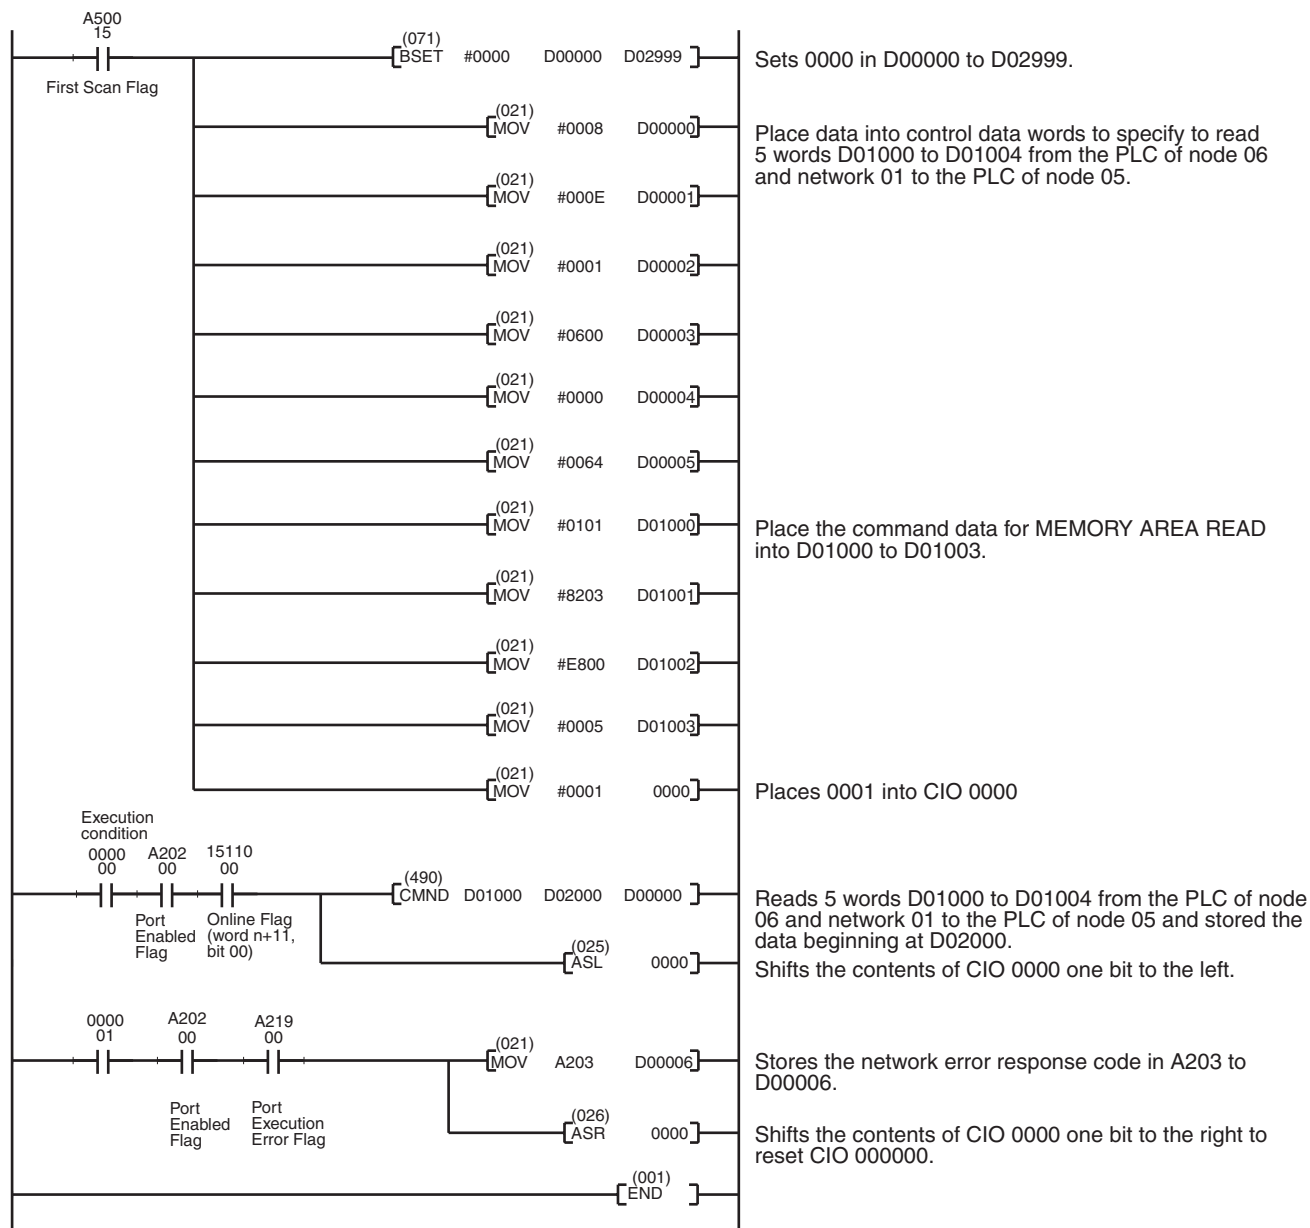 A500
15
First Scan Flag
(071)
BSET #0000 D00000 D02999
Sets 0000 in D00000 to D02999.
(021)
MOV #0008 D00000
Place data into control data words to specify to read
5 words D01000 to D01004 from the PLC of node 06
and network 01 to the PLC of node 05.
(021)
MOV #000E D00001
(021)
MOV #0001 D00002
(021)
MOV #0600 D00003
(021)
MOV #0000 D00004
(021)
MOV #0064 D00005
(021)
MOV #0101 D01000
Place the command data for MEMORY AREA READ
into D01000 to D01003.
(021)
MOV #8203 D01001
(021)
MOV #E800 D01002
(021)
MOV #0005 D01003
(021)
MOV #0001 0000
Places 0001 into CIO 0000
Execution
condition
0000 A202 15110
00 00 00
Port
Enabled
Flag
Online Flag
(word n+11,
bit 00)
(490)
CMND D01000 D02000 D00000
Reads 5 words D01000 to D01004 from the PLC of node
06 and network 01 to the PLC of node 05 and stored the
data beginning at D02000.
(025)
ASL 0000
Shifts the contents of CIO 0000 one bit to the left.
0000 A202 A219
01 00 00
Port
Enabled
Flag
Port
Execution
Error Flag
(021)
MOV A203 D00006
Stores the network error response code in A203 to
D00006.
(026)
ASR 0000
Shifts the contents of CIO 0000 one bit to the right to
reset CIO 000000.
(001)
END